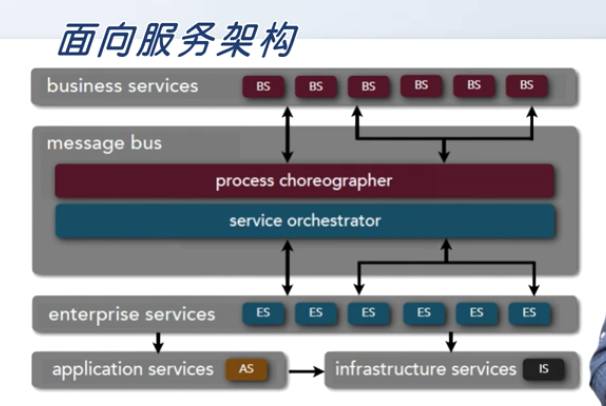 面向服务架构
business services BS BS BS BS BS BS
message bus
process choreographer
service orchestrator
enterprise services ES ES ES ES ES ES
application services AS infrastructure services IS